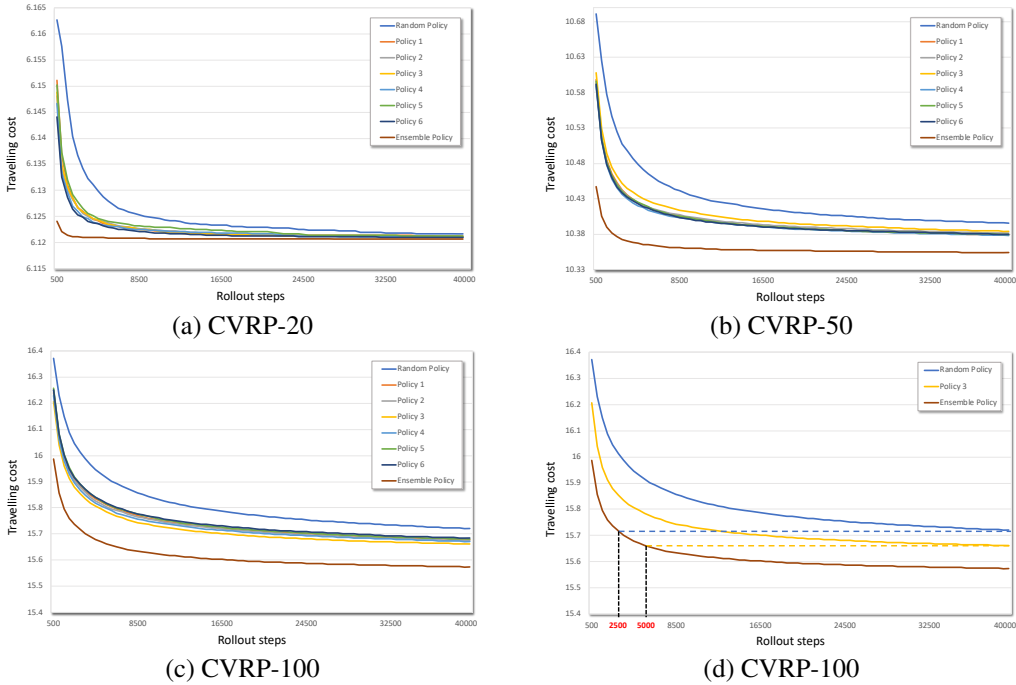 6.165
6.16
6.155
6.15
6.145
6.14
6.135
6.13
6.125
6.12
6.115
Travelling cost
Random Policy
Policy 1
Policy 2
Policy 3
Policy 4
Policy 5
Policy 6
Ensemble Policy
500
8500
16500
24500
32500
40000
Rollout steps
(a) CVRP-20
10.68
10.63
10.58
10.53
10.48
10.43
10.38
10.33
Travelling cost
Random Policy
Policy 1
Policy 2
Policy 3
Policy 4
Policy 5
Policy 6
Ensemble Policy
500
8500
16500
24500
32500
40000
Rollout steps
(b) CVRP-50
16.4
16.3
16.2
16.1
16
15.9
15.8
15.7
15.6
15.5
15.4
Travelling cost
Random Policy
Policy 1
Policy 2
Policy 3
Policy 4
Policy 5
Policy 6
Ensemble Policy
500
8500
16500
24500
32500
40000
Rollout steps
(c) CVRP-100
16.4
16.3
16.2
16.1
16
15.9
15.8
15.7
15.6
15.5
15.4
Travelling cost
Random Policy
Policy 3
Ensemble Policy
500
2500
5000
8500
16500
24500
32500
40000
Rollout steps
(d) CVRP-100